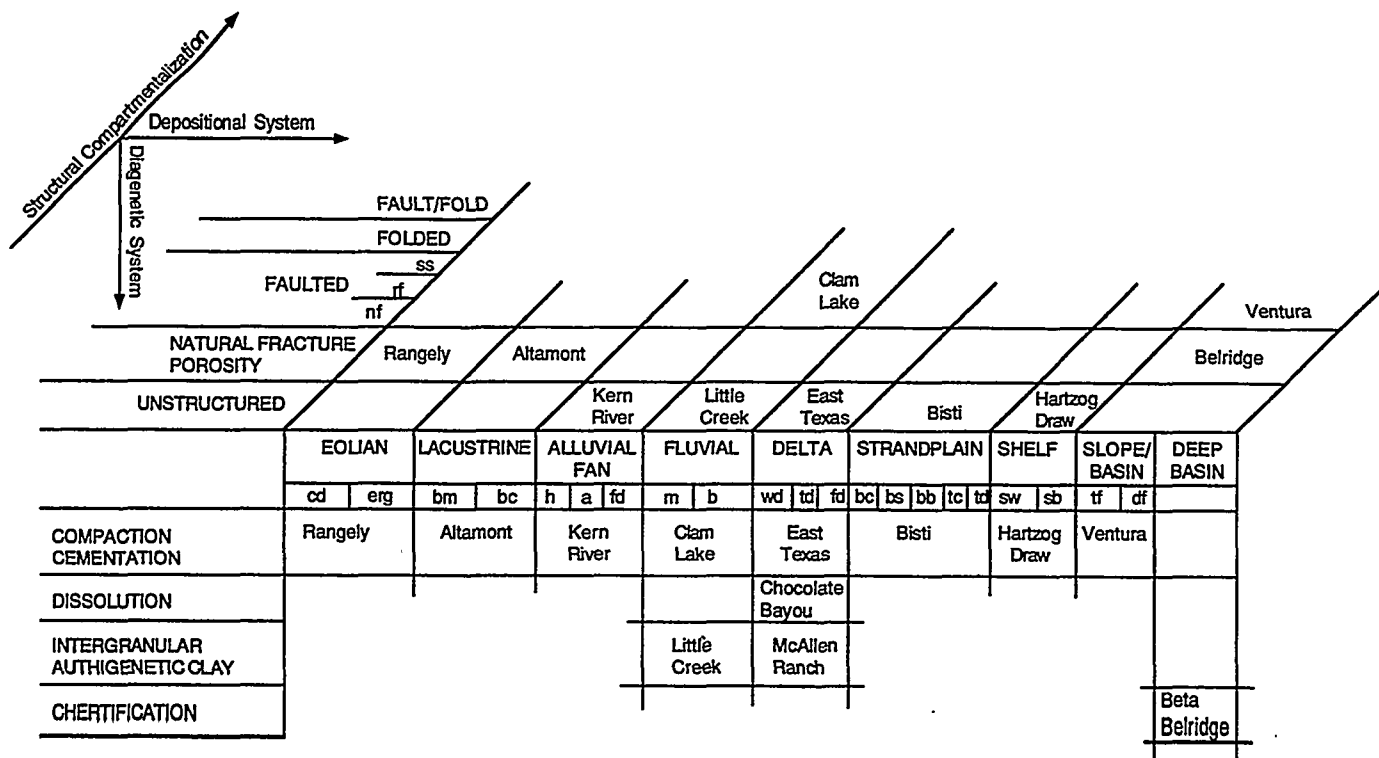 Structural Compartmentalization
Depositional System
Diagenetic System
FAULT/FOLD
FOLDED
ss
FAULTED
rf
nf
Clam
Lake
Ventura
NATURAL FRACTURE
POROSITY
Rangely
Altamont
Belridge
UNSTRUCTURED
Kern
River
Little
Creek
East
Texas
Bisti
Hartzog
Draw
EOLIAN
LACUSTRINE
ALLUVIAL
FAN
FLUVIAL
DELTA
STRANDPLAIN
SHELF
SLOPE/
BASIN
DEEP
BASIN
cd
erg
bm
bc
h
a
fd
m
b
wd
td
fd
bc
bs
bb
tc
td
sw
sb
tf
df
COMPACTION
CEMENTATION
Rangely
Altamont
Kern
River
Clam
Lake
East
Texas
Bisti
Hartzog
Draw
Ventura
DISSOLUTION
Chocolate
Bayou
INTERGRANULAR
AUTHIGENETIC CLAY
Little
Creek
McAllen
Ranch
CHERTIFICATION
Beta
Belridge